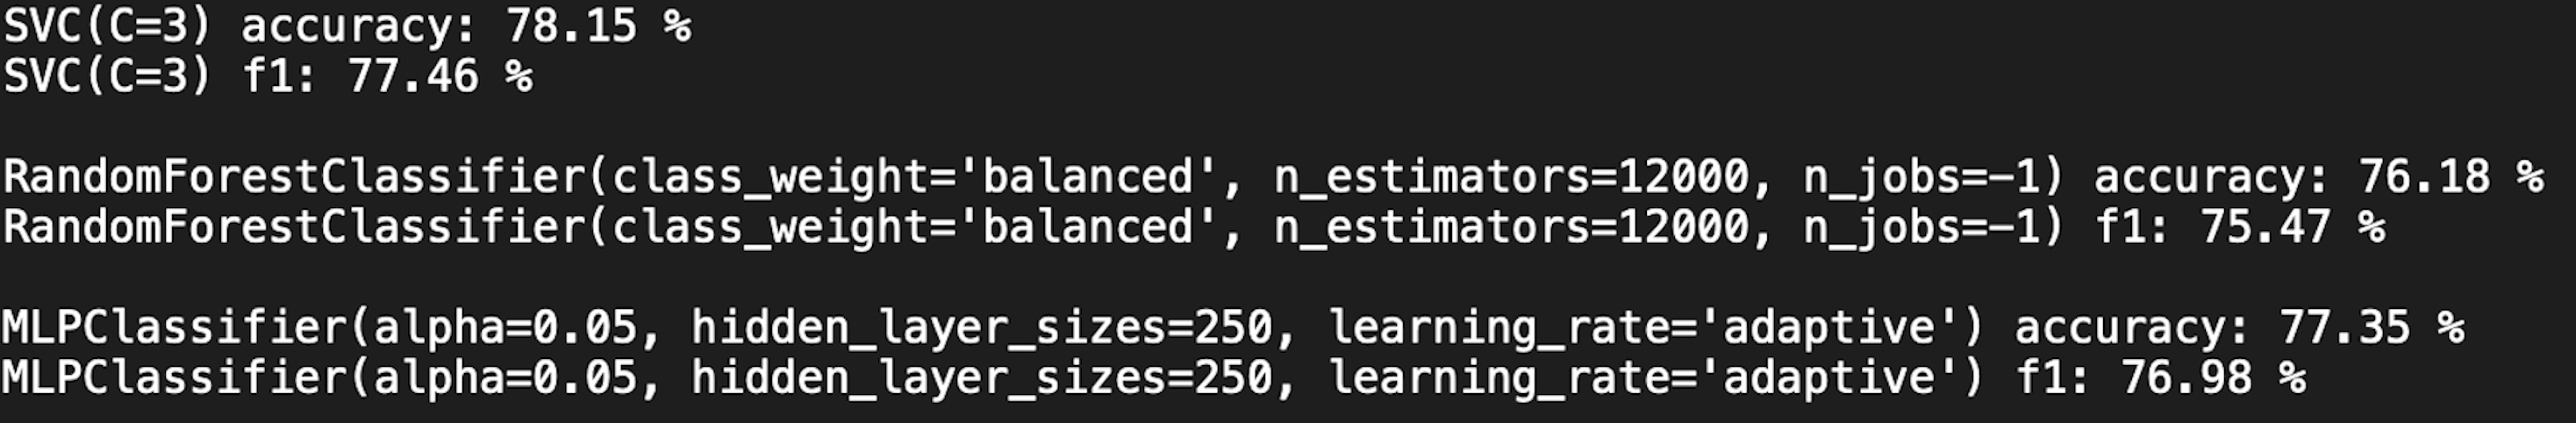 SVC(C=3) accuracy: 78.15 %
SVC(C=3) f1: 77.46 %
RandomForestClassifier(class_weight='balanced', n_estimators=12000, n_jobs=-1) accuracy: 76.18 %
RandomForestClassifier(class_weight='balanced', n_estimators=12000, n_jobs=-1) f1: 75.47 %
MLPClassifier(alpha=0.05, hidden_layer_sizes=250, learning_rate='adaptive') accuracy: 77.35 %
MLPClassifier(alpha=0.05, hidden_layer_sizes=250, learning_rate='adaptive') f1: 76.98 %